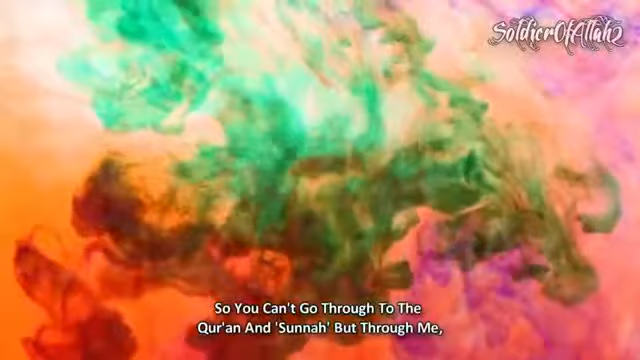 SoldierOfAllah2
So You Can't Go Through To The
Qur'an And 'Sunnah' But Through Me,